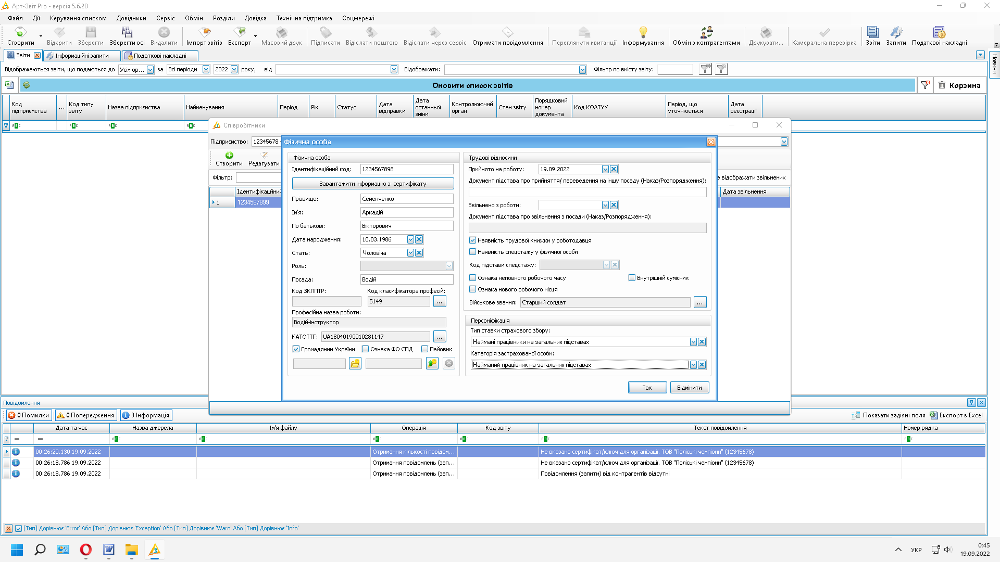 Арт-Звіт Pro - версія 5.6.28
Файл Дії Керування списком Довідники Сервіс Обмін Розділи Довідка Технічна підтримка Соцмережі
Створити Відкрити Зберегти Зберегти всі Видалити Імпорт звітів Експорт Масовий друк Підписати Відіслати поштою Відіслати через сервіс Отримати повідомлення Переглянути квитанції Інформування Обмін з контрагентами Друкувати... Камеральна перевірка Звіти Запити Податкові накладні
Звіти Інформаційні запити Податкові накладні
Новини
Відображаються звіти, що подаються до Усіх ор... за Всі періоди 2022 року, від Відображати: Фільтр по вмісту звіту:
Оновити список звітів
Корзина
Код підприємства ... Код типу звіту Назва підприємства Найменування Період Рік Статус Дата відправки Дата останньої зміни Контролюючий орган Стан звіту Порядковий номер документа Код КОАТУУ Період, що уточнюється Дата реєстрації
Співробітники
Підприємство: 12345678 -
Створити Редагувати
Фільтр:
е відображати звільнених
Ідентифікаційний
Дата звільнення
1 1234567899
Фізична особа
Фізична особа
Ідентифікаційний код: 1234567898
Завантажити інформацію з сертифікату
Прізвище: Семенченко
Ім'я: Аркадій
По батькові: Вікторович
Дата народження: 10.03.1986
Стать: Чоловіча
Роль:
Посада: Водій
Код ЗКППТР: Код класифікатора професій:
5149 ...
Професійна назва роботи:
Водій-інструктор
КАТОТТГ: UA18040190010281147 ...
Громадянин України Ознака ФО СПД Пайовик
Трудові відносини
Прийнято на роботу: 19.09.2022
Документ підстава про прийняття/ переведення на іншу посаду (Наказ/Розпорядження):
Звільнено з роботи:
Документ підстава про звільнення з посади (Наказ/Розпорядження):
Наявність трудової книжки у роботодавця
Наявність спецстажу у фізичної особи
Код підстави спецстажу:
Ознака неповного робочого часу Внутрішній сумісник
Ознака нового робочого місця
Військове звання: Старший солдат ...
Персоніфікація
Тип ставки страхового збору:
Наймані працівники на загальних підставах
Категорія застрахованої особи:
Найманий працівник на загальних підставах
Так Відмінити
Повідомлення
0 Помилки 0 Попередження 3 Інформація
Показати задіяні поля Експорт в Excel
Дата та час Назва джерела Ім'я файлу Операція Код звіту Текст повідомлення Номер рядка
00:26:20.130 19.09.2022 Отримання кількості повідом... Не вказано сертифікат/ключ для організації. ТОВ "Поліські чемпіони" (12345678)
00:26:18.786 19.09.2022 Отримання повідомлень (зап... Не вказано сертифікат/ключ для організації. ТОВ "Поліські чемпіони" (12345678)
00:26:18.786 19.09.2022 Отримання повідомлень (зап... Повідомлення (запити) від контрагентів відсутні
[Тип] Дорівнює 'Error' Або [Тип] Дорівнює 'Exception' Або [Тип] Дорівнює 'Warn' Або [Тип] Дорівнює 'Info'
УКР
0:45
19.09.2022